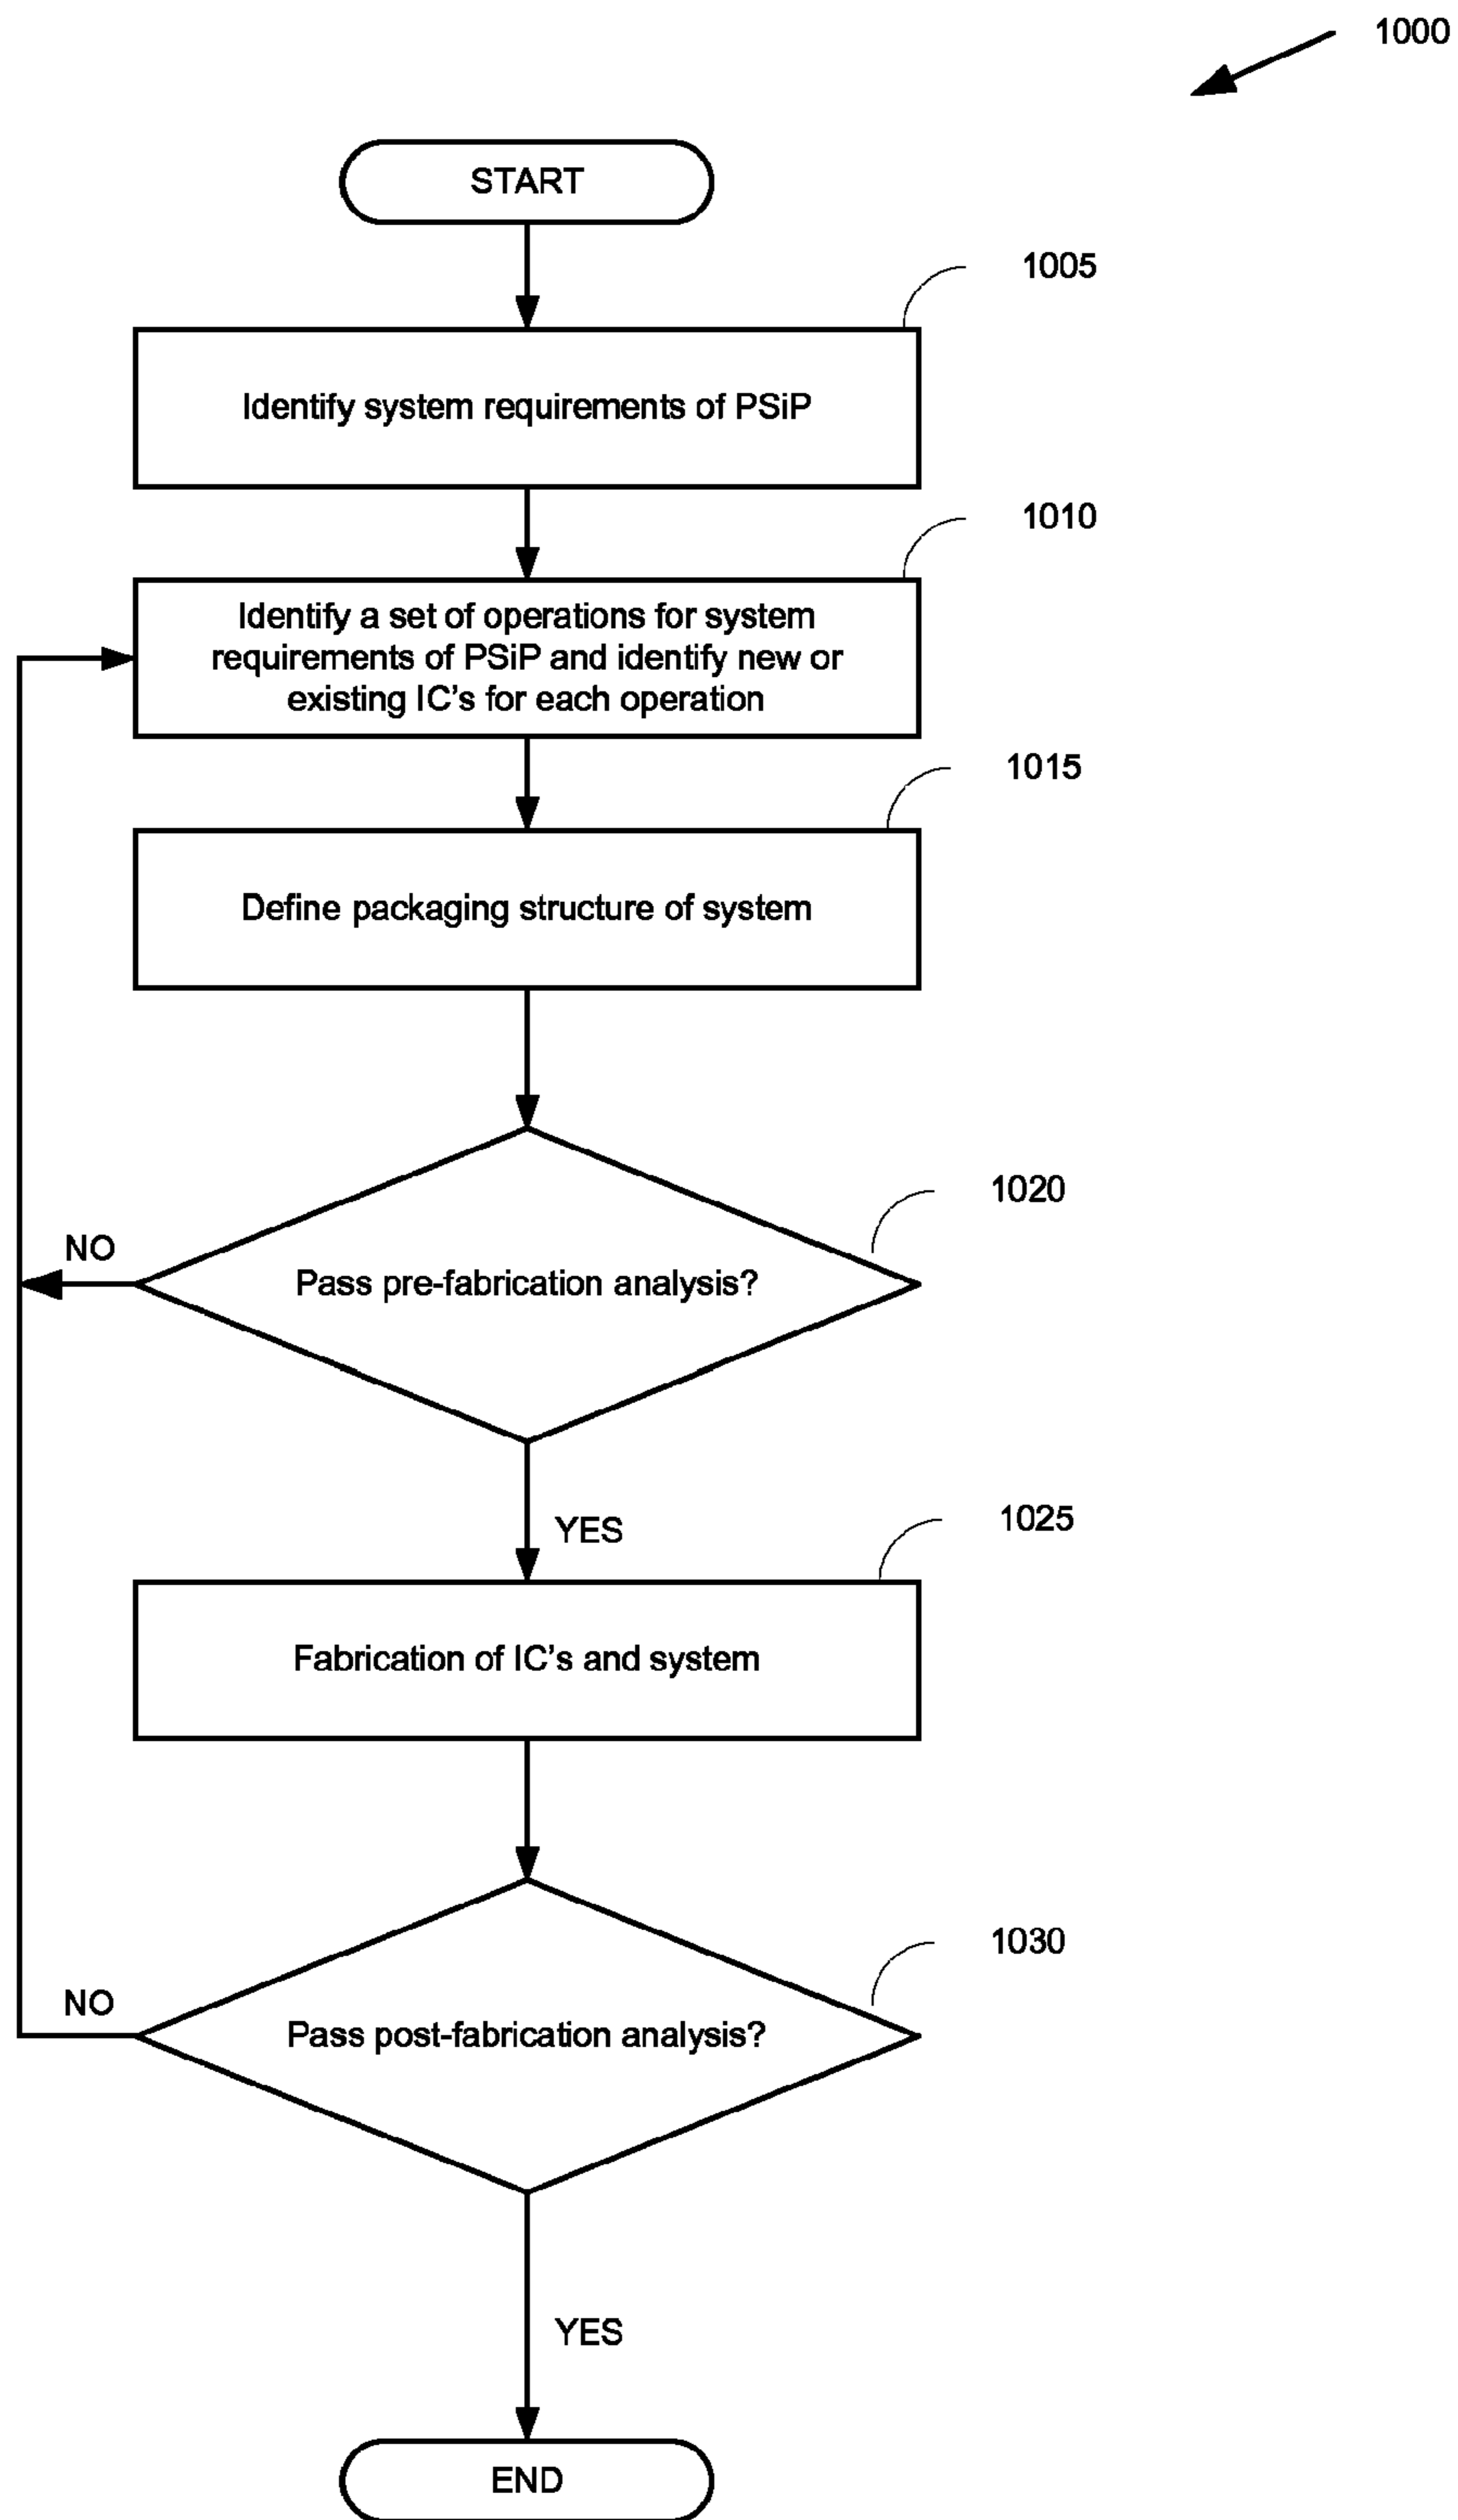 1000
START
1005
Identify system requirements of PSiP
1010
Identify a set of operations for system
requirements of PSiP and identify new or
existing IC's for each operation
1015
Define packaging structure of system
1020
NO
Pass pre-fabrication analysis?
YES
1025
Fabrication of IC's and system
1030
NO
Pass post-fabrication analysis?
YES
END